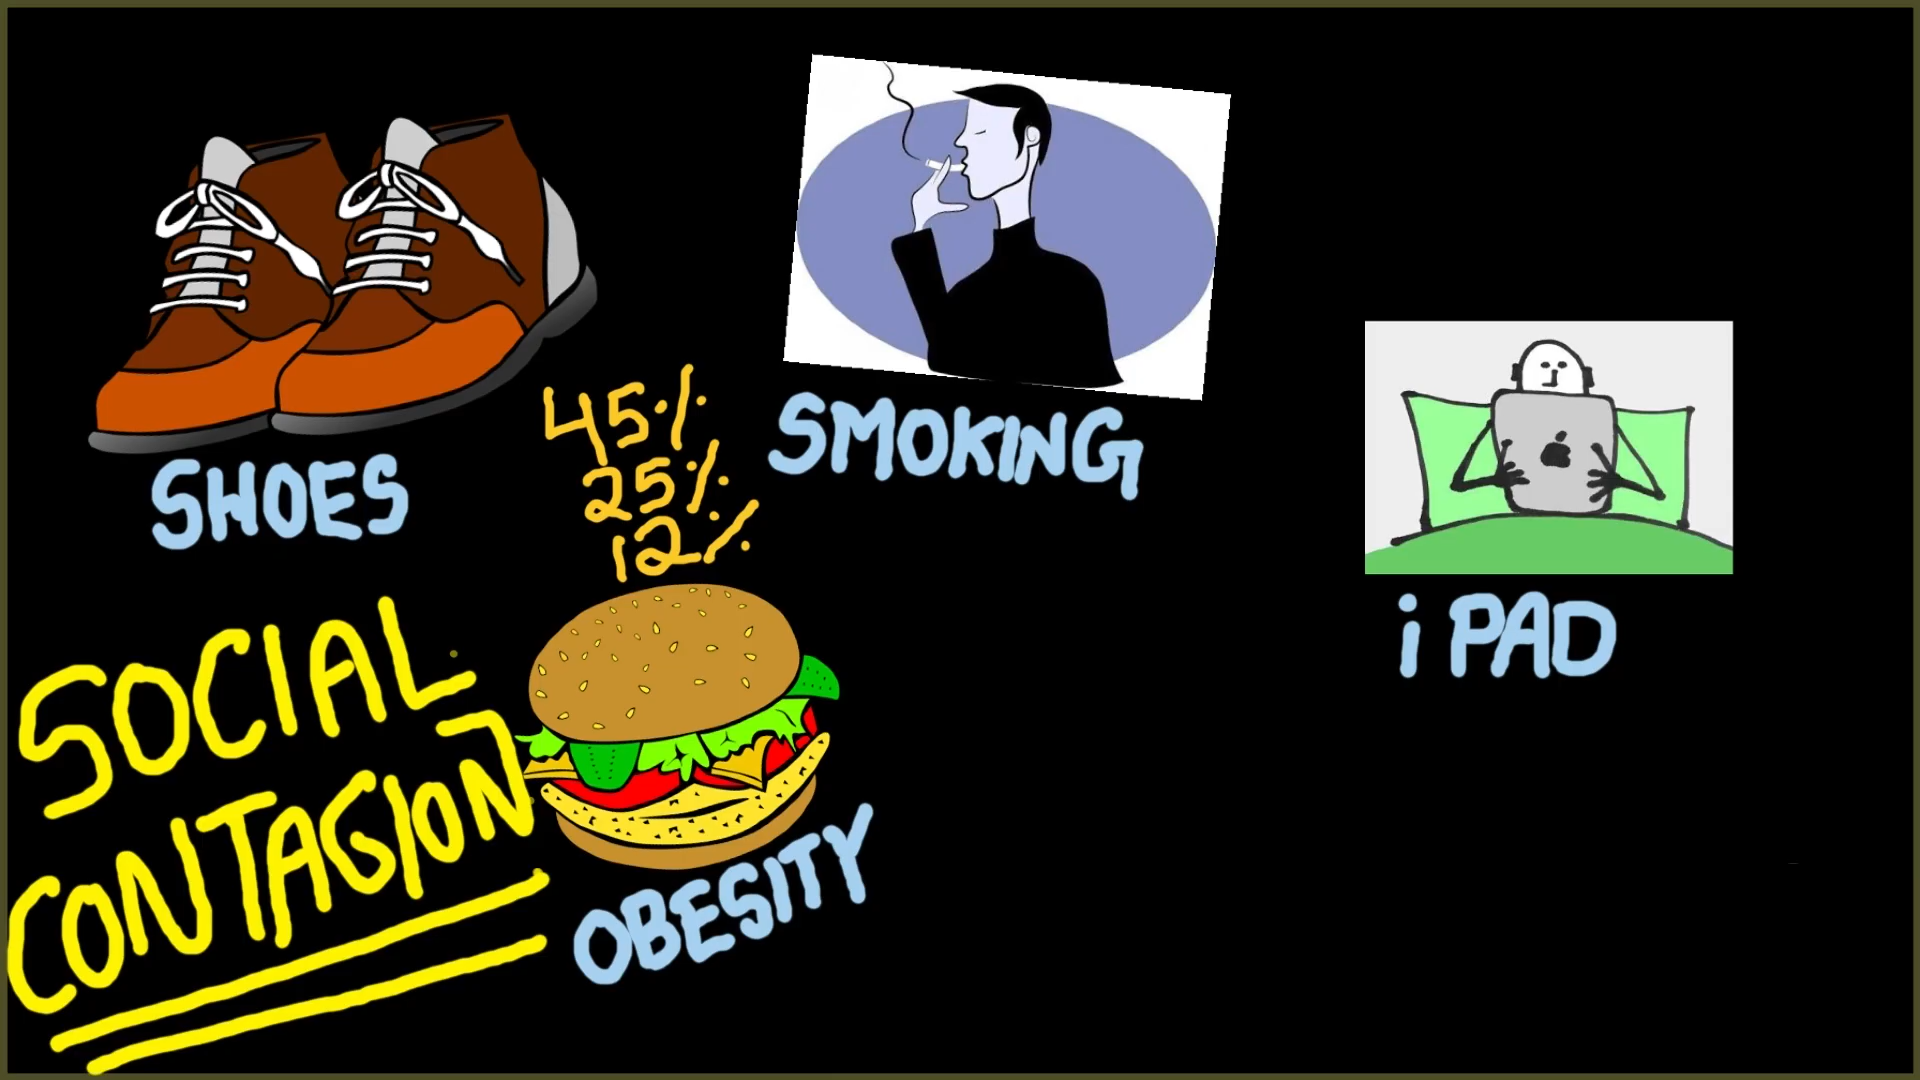 SHOES
45%
25%
12%
SMOKING
i PAD
SOCIAL
CONTAGION
OBESITY